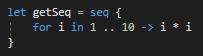 let getSeq = seq {
    for i in 1 .. 10 -> i * i
}